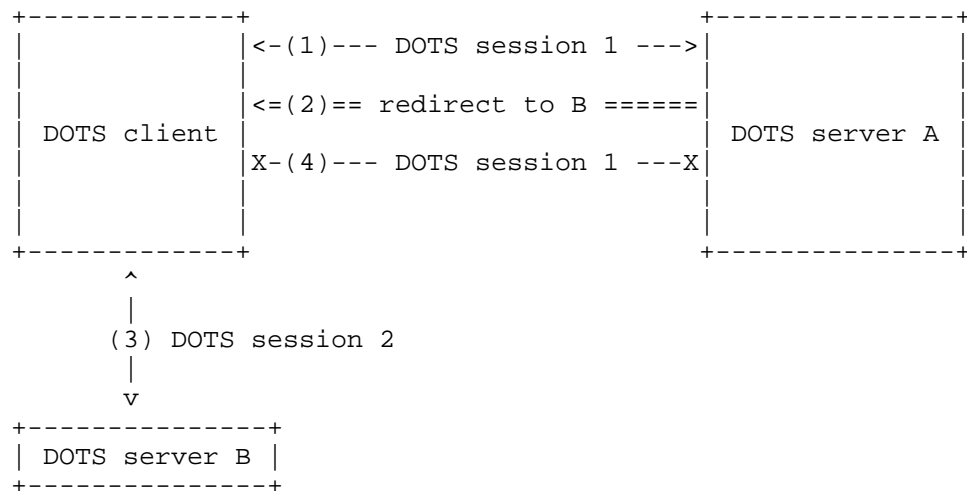 <-(1)--- DOTS session 1 --->
<=(2)== redirect to B ======
DOTS client
DOTS server A
X-(4)--- DOTS session 1 ---X
(3) DOTS session 2
DOTS server B